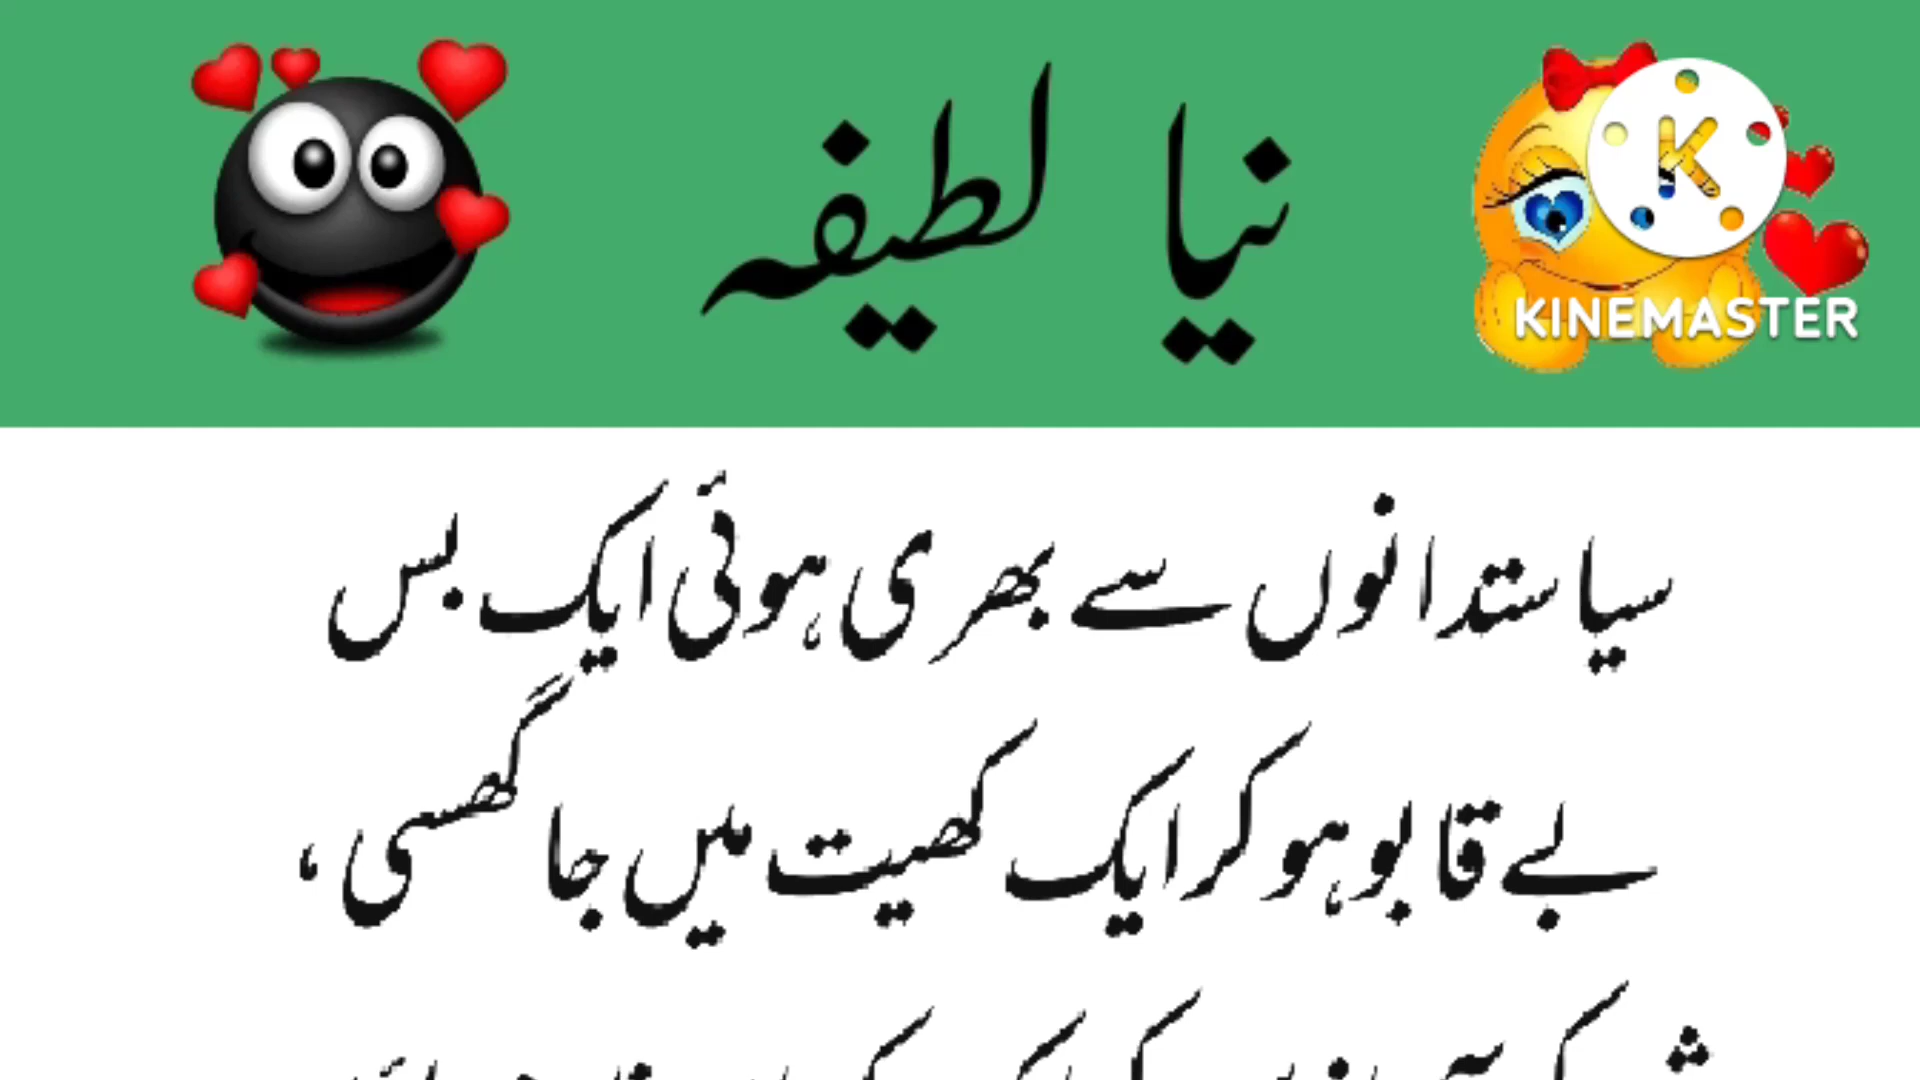 نیا لطیفہ
KINEMASTER
سیاستدانوں سے بھری ہوئی ایک بس
بے قابو ہو کر ایک کھیت میں جا گھسی ،